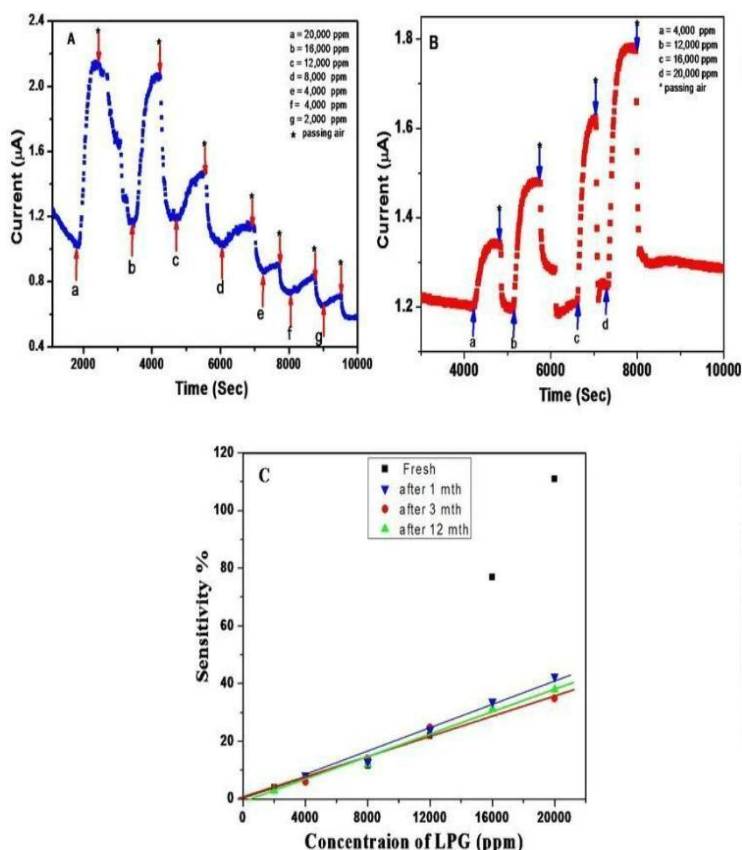 A
a = 20,000 ppm
b = 16,000 ppm
c = 12,000 ppm
d = 8,000 ppm
e = 4,000 ppm
f = 4,000 ppm
g = 2,000 ppm
* passing air
2.4
2.0
1.6
1.2
0.8
0.4
Current (µA)
* * * * * * *
a b c d e f g
2000 4000 6000 8000 10000
Time (Sec)
B
a = 4,000 ppm
b = 12,000 ppm
c = 16,000 ppm
d = 20,000 ppm
* passing air
1.8
1.6
1.4
1.2
Current (µA)
* * * *
a b c d
4000 6000 8000 10000
Time (Sec)
C
Fresh
after 1 mth
after 3 mth
after 12 mth
120
100
80
60
40
20
0
Sensitivity %
0 4000 8000 12000 16000 20000
Concentraion of LPG (ppm)